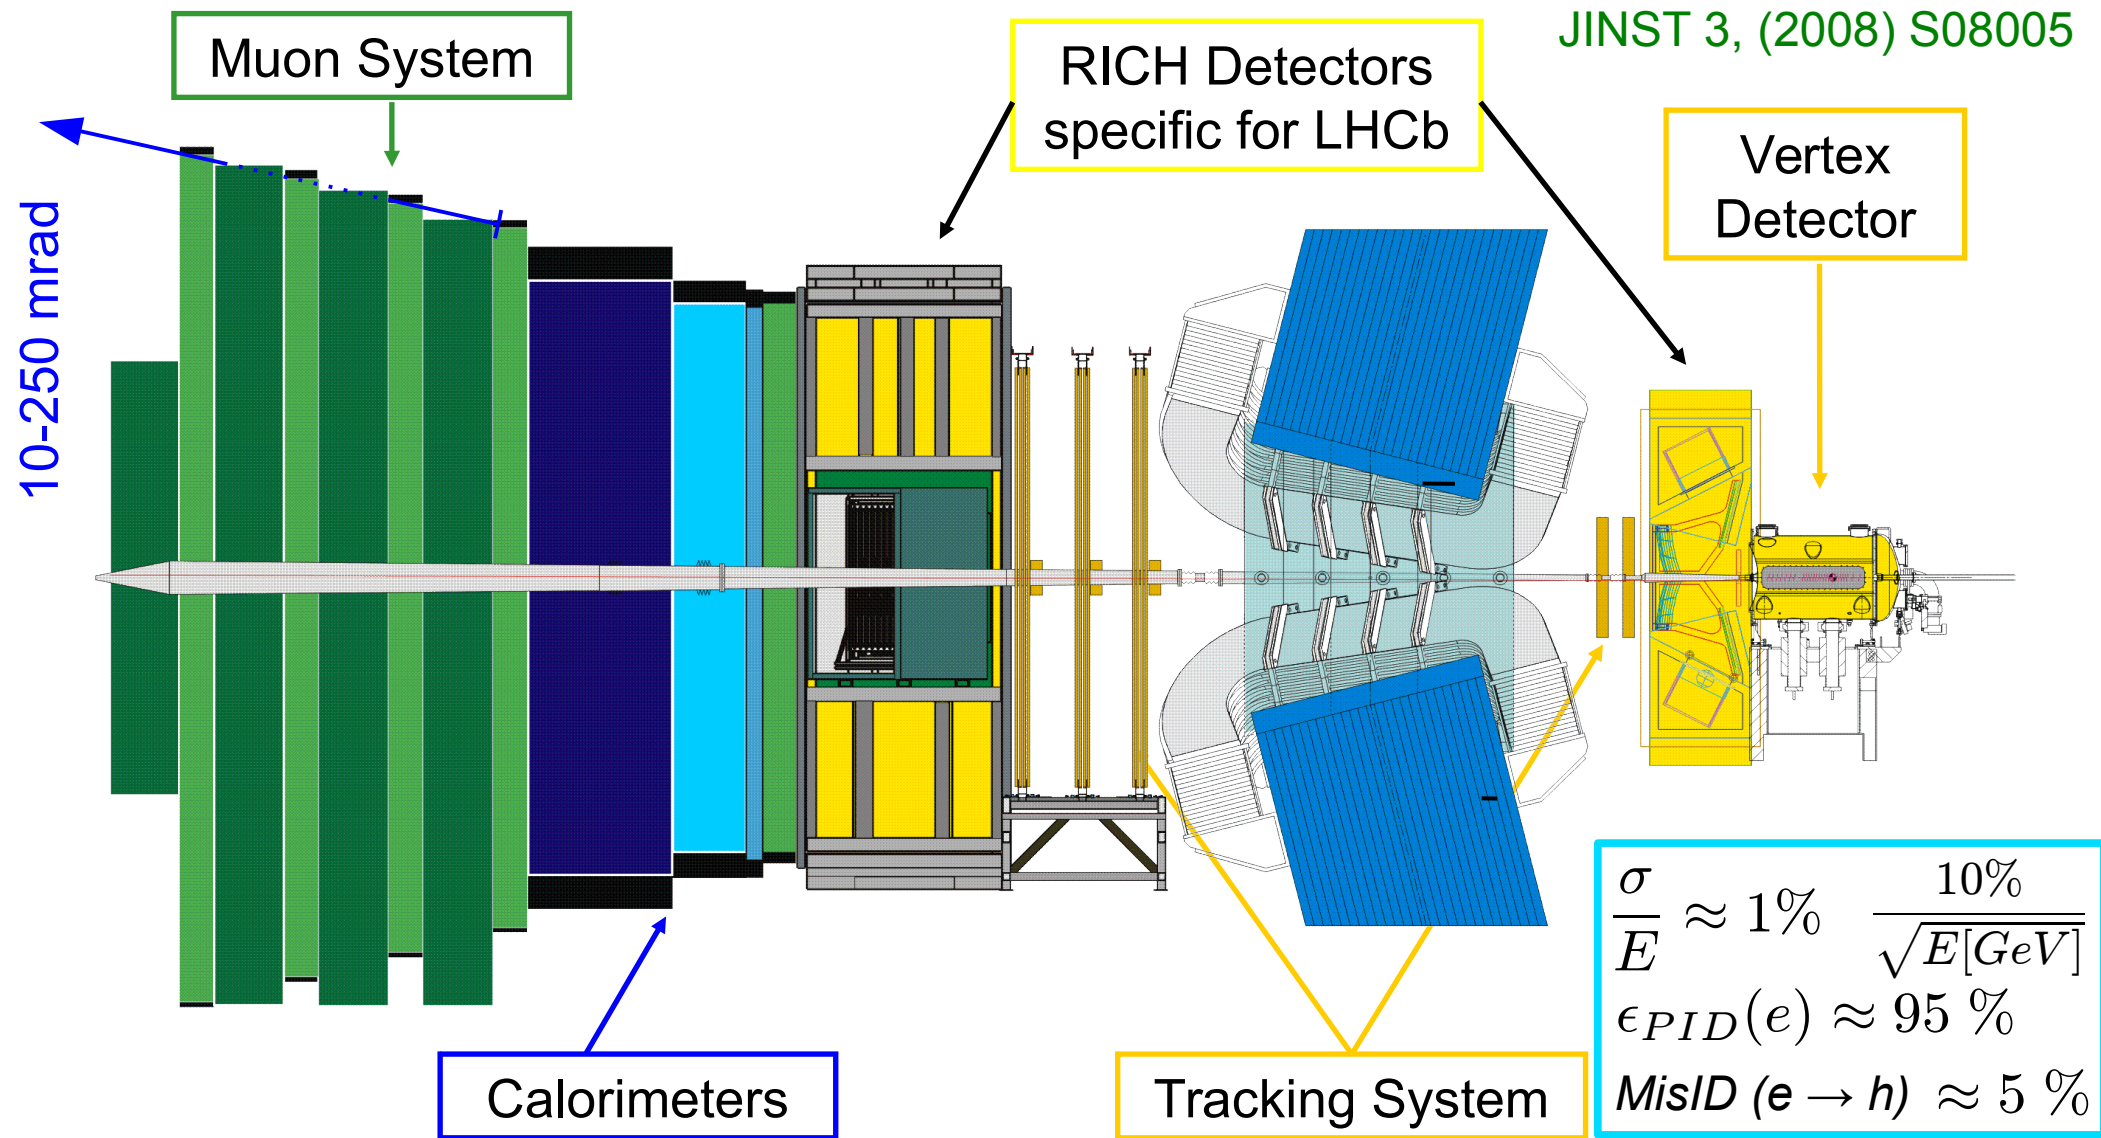 JINST 3, (2008) S08005
Muon System
RICH Detectors
specific for LHCb
Vertex
Detector
10-250 mrad
Calorimeters
Tracking System
σ/E ≈ 1% 10%/√E[GeV]
ϵ_PID(e) ≈ 95 %
MisID (e → h) ≈ 5 %